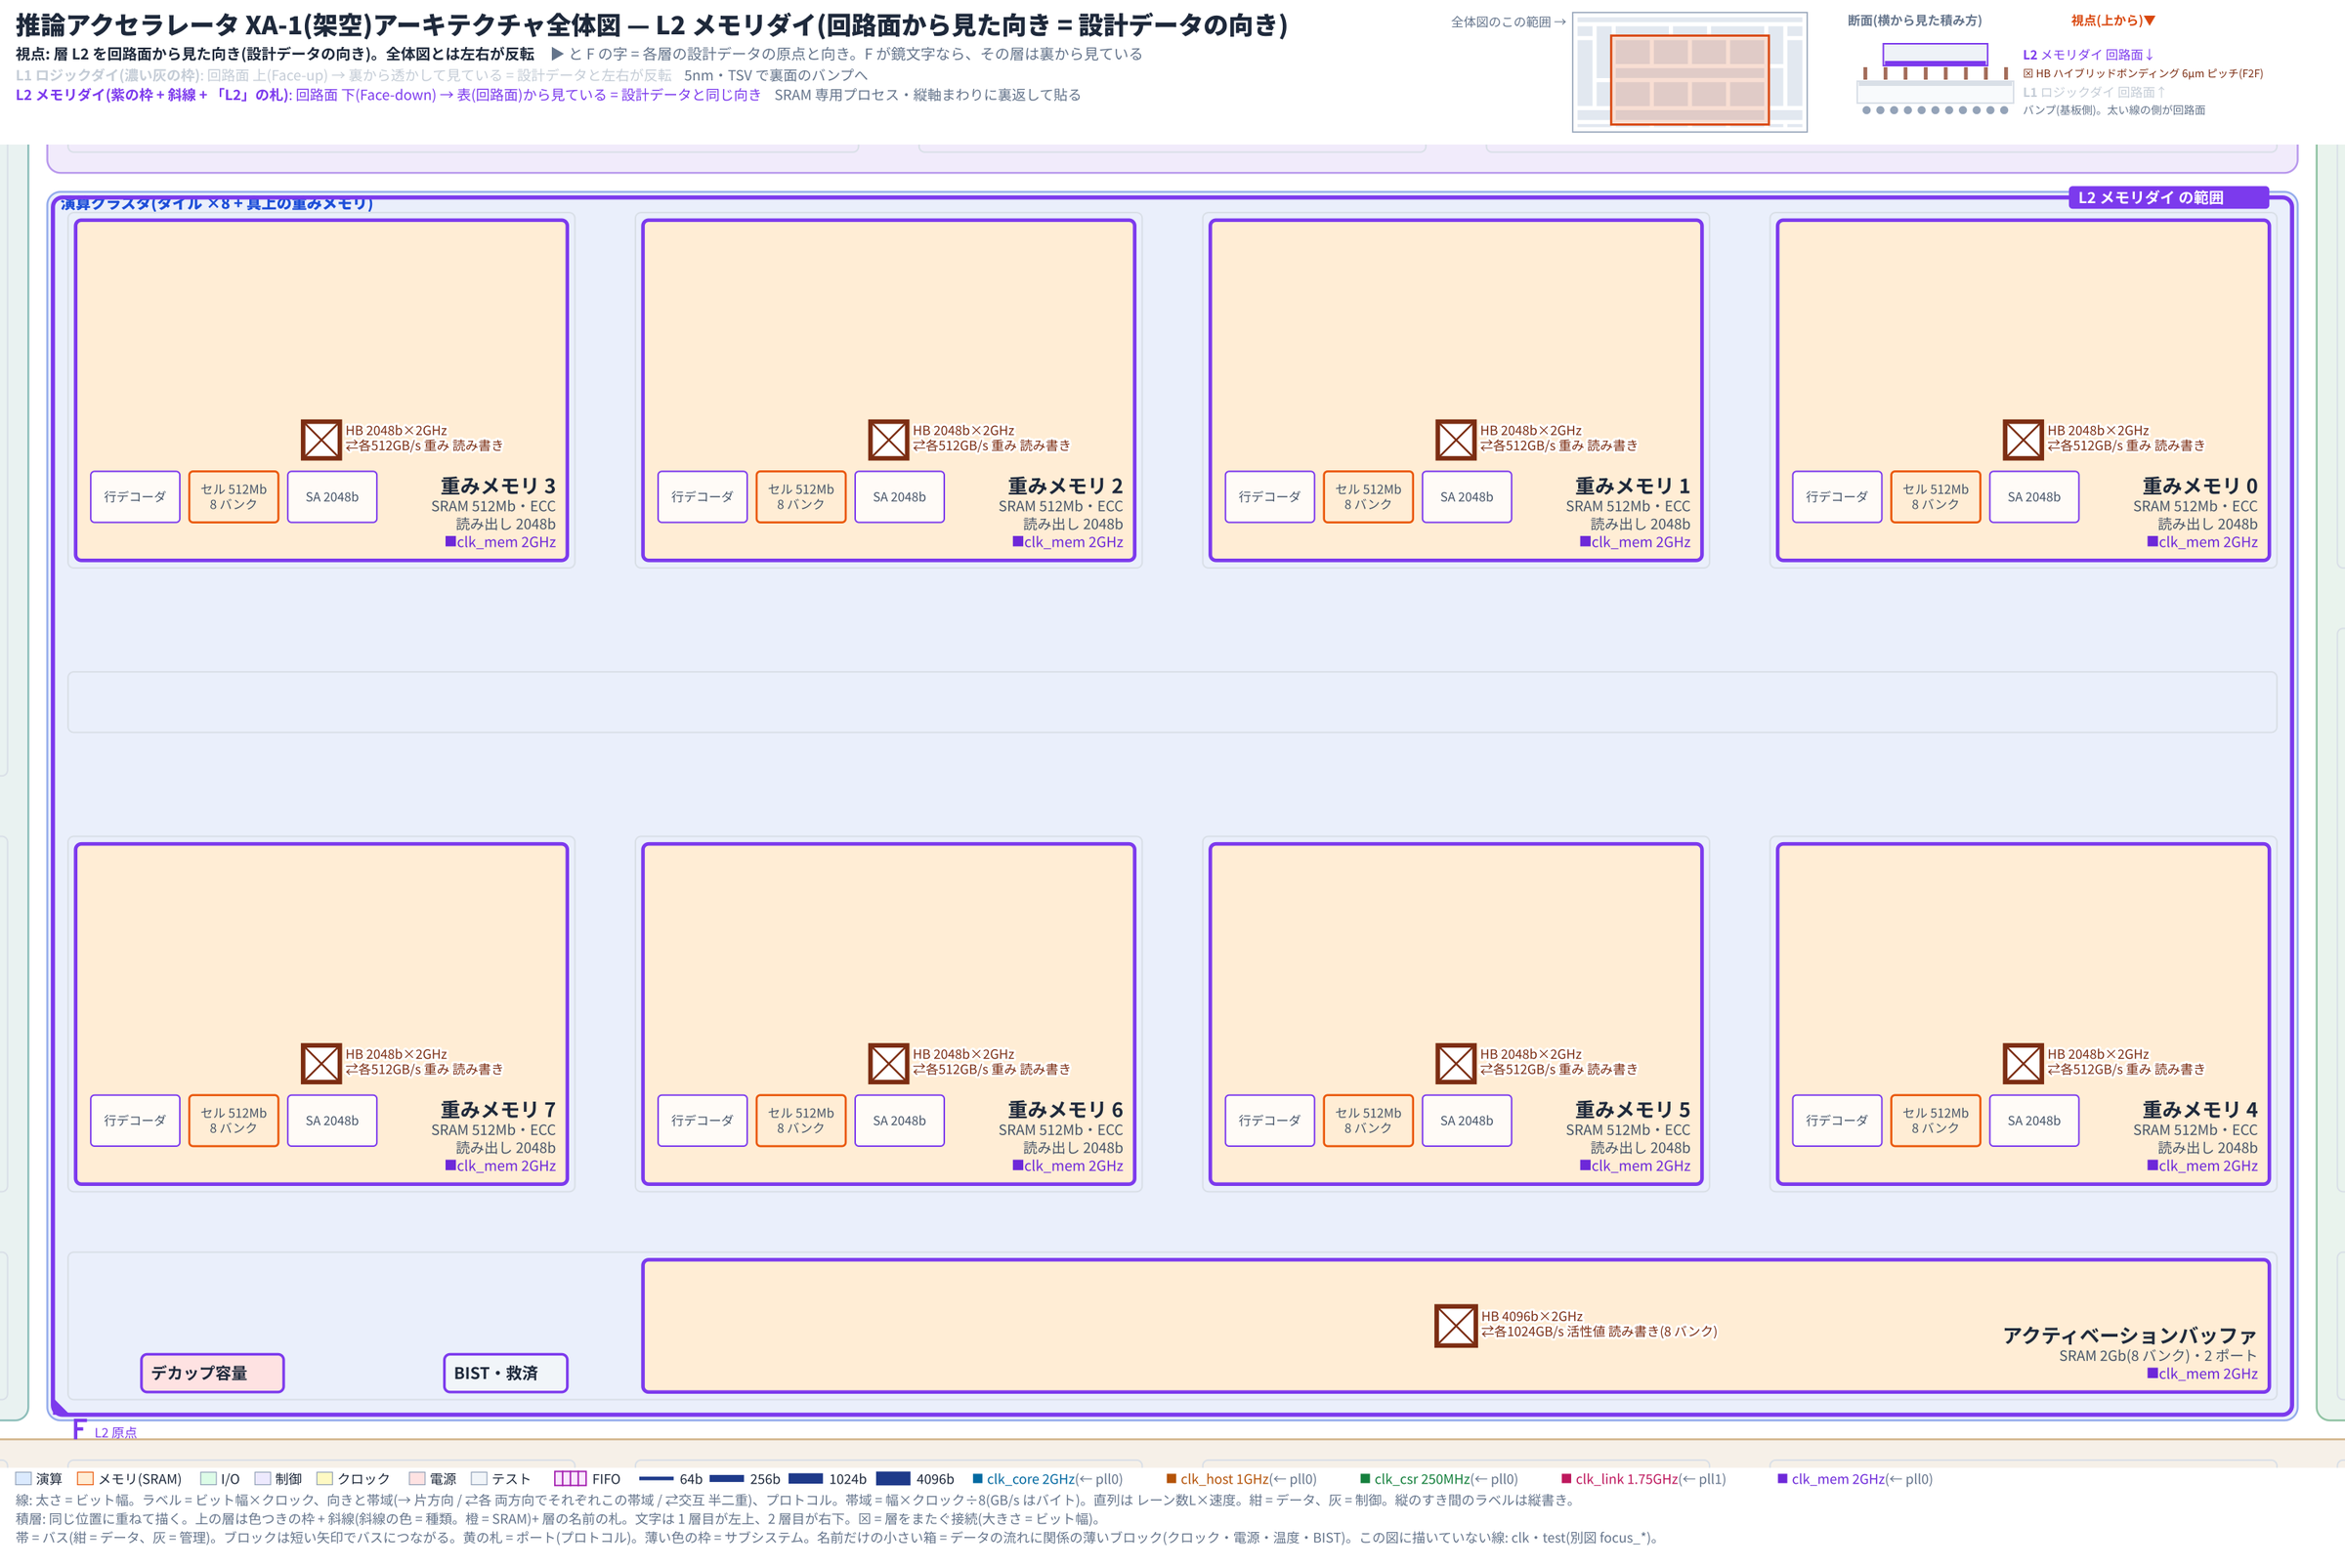 推論アクセラレータ XA-1(架空)アーキテクチャ全体図 — L2 メモリダイ(回路面から見た向き = 設計データの向き)
視点: 層 L2 を回路面から見た向き(設計データの向き)。全体図とは左右が反転　▶ と F の字 = 各層の設計データの原点と向き。F が鏡文字なら、その層は裏から見ている
L1 ロジックダイ(濃い灰の枠): 回路面 上(Face-up) → 裏から透かして見ている = 設計データと左右が反転　5nm・TSV で裏面のバンプへ
L2 メモリダイ(紫の枠 + 斜線 + 「L2」の札): 回路面 下(Face-down) → 表(回路面)から見ている = 設計データと同じ向き　SRAM 専用プロセス・縦軸まわりに裏返して貼る
全体図のこの範囲 →
断面(横から見た積み方)
視点(上から)▼
L2 メモリダイ 回路面↓
☒ HB ハイブリッドボンディング 6μm ピッチ(F2F)
L1 ロジックダイ 回路面↑
バンプ(基板側)。太い線の側が回路面
演算クラスタ(タイル ×8 + 真上の重みメモリ)
L2 メモリダイ の範囲
HB 2048b×2GHz
⇄各512GB/s 重み 読み書き
行デコーダ
セル 512Mb
8 バンク
SA 2048b
重みメモリ 3
SRAM 512Mb・ECC
読み出し 2048b
■clk_mem 2GHz
HB 2048b×2GHz
⇄各512GB/s 重み 読み書き
行デコーダ
セル 512Mb
8 バンク
SA 2048b
重みメモリ 2
SRAM 512Mb・ECC
読み出し 2048b
■clk_mem 2GHz
HB 2048b×2GHz
⇄各512GB/s 重み 読み書き
行デコーダ
セル 512Mb
8 バンク
SA 2048b
重みメモリ 1
SRAM 512Mb・ECC
読み出し 2048b
■clk_mem 2GHz
HB 2048b×2GHz
⇄各512GB/s 重み 読み書き
行デコーダ
セル 512Mb
8 バンク
SA 2048b
重みメモリ 0
SRAM 512Mb・ECC
読み出し 2048b
■clk_mem 2GHz
HB 2048b×2GHz
⇄各512GB/s 重み 読み書き
行デコーダ
セル 512Mb
8 バンク
SA 2048b
重みメモリ 7
SRAM 512Mb・ECC
読み出し 2048b
■clk_mem 2GHz
HB 2048b×2GHz
⇄各512GB/s 重み 読み書き
行デコーダ
セル 512Mb
8 バンク
SA 2048b
重みメモリ 6
SRAM 512Mb・ECC
読み出し 2048b
■clk_mem 2GHz
HB 2048b×2GHz
⇄各512GB/s 重み 読み書き
行デコーダ
セル 512Mb
8 バンク
SA 2048b
重みメモリ 5
SRAM 512Mb・ECC
読み出し 2048b
■clk_mem 2GHz
HB 2048b×2GHz
⇄各512GB/s 重み 読み書き
行デコーダ
セル 512Mb
8 バンク
SA 2048b
重みメモリ 4
SRAM 512Mb・ECC
読み出し 2048b
■clk_mem 2GHz
デカップ容量
BIST・救済
HB 4096b×2GHz
⇄各1024GB/s 活性値 読み書き(8 バンク)
アクティベーションバッファ
SRAM 2Gb(8 バンク)・2 ポート
■clk_mem 2GHz
F L2 原点
演算 メモリ(SRAM) I/O 制御 クロック 電源 テスト FIFO 64b 256b 1024b 4096b ■clk_core 2GHz(← pll0) ■clk_host 1GHz(← pll0) ■clk_csr 250MHz(← pll0) ■clk_link 1.75GHz(← pll1) ■clk_mem 2GHz(← pll0)
線: 太さ = ビット幅。ラベル = ビット幅×クロック、向きと帯域(→ 片方向 / ⇄各 両方向でそれぞれこの帯域 / ⇄交互 半二重)、プロトコル。帯域 = 幅×クロック÷8(GB/s はバイト)。直列は レーン数L×速度。紺 = データ、灰 = 制御。縦のすき間のラベルは縦書き。
積層: 同じ位置に重ねて描く。上の層は色つきの枠 + 斜線(斜線の色 = 種類。橙 = SRAM)+ 層の名前の札。文字は 1 層目が左上、2 層目が右下。☒ = 層をまたぐ接続(大きさ = ビット幅)。
帯 = バス(紺 = データ、灰 = 管理)。ブロックは短い矢印でバスにつながる。黄の札 = ポート(プロトコル)。薄い色の枠 = サブシステム。名前だけの小さい箱 = データの流れに関係の薄いブロック(クロック・電源・温度・BIST)。この図に描いていない線: clk・test(別図 focus_*)。